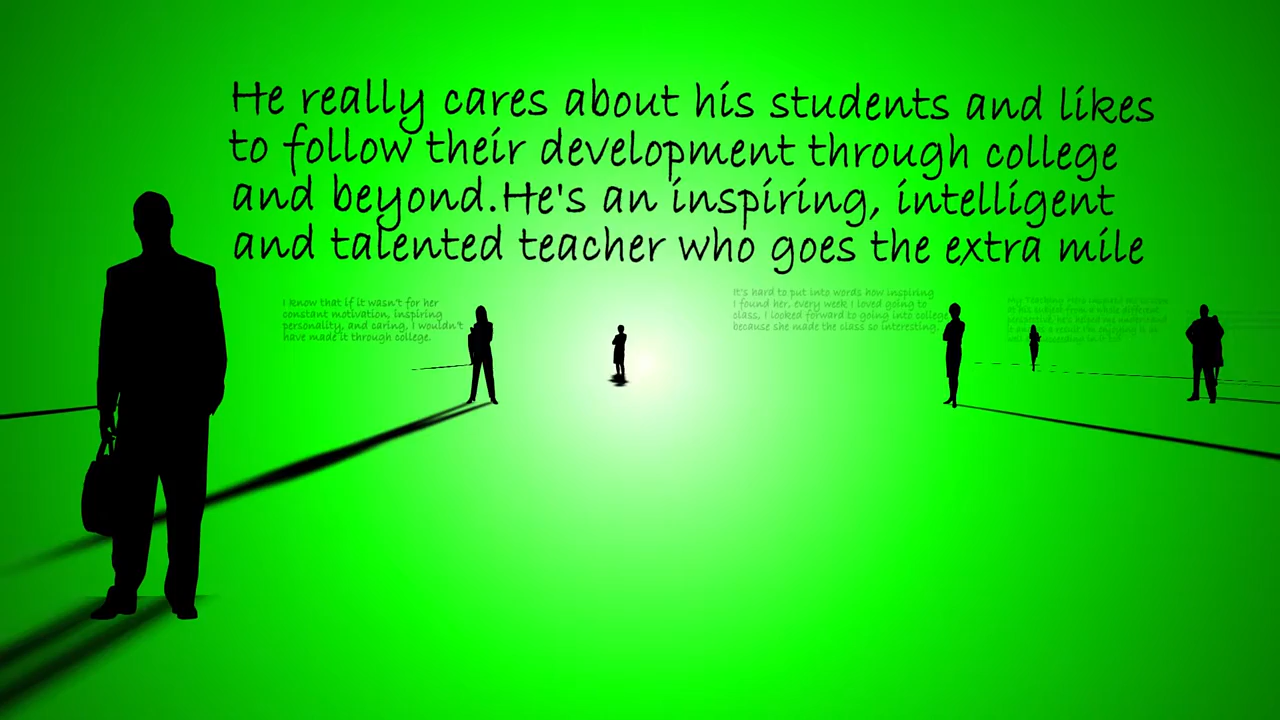 He really cares about his students and likes
to follow their development through college
and beyond.He's an inspiring, intelligent
and talented teacher who goes the extra mile
I know that if it wasn't for her
constant motivation, inspiring
personality, and caring, I wouldn't
have made it through college.
It's hard to put into words how inspiring
I found her, every week I loved going to
class, I looked forward to going into college
because she made the class so interesting.